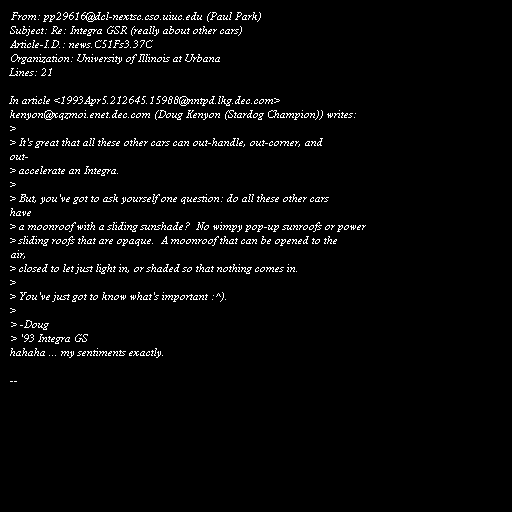 From: pp29616@dcl-nextsc.cso.uiuc.edu (Paul Park)
Subject: Re: Integra GSR (really about other cars)
Article-I.D.: news.C51Fs3.37C
Organization: University of Illinois at Urbana
Lines: 21

In article <1993Apr5.212645.15988@nntpd.lkg.dec.com>
kenyon@xqzmoi.enet.dec.com (Doug Kenyon (Stardog Champion)) writes:
>
> It's great that all these other cars can out-handle, out-corner, and
out-
> accelerate an Integra.
>
> But, you've got to ask yourself one question: do all these other cars
have
> a moonroof with a sliding sunshade?  No wimpy pop-up sunroofs or power
> sliding roofs that are opaque.  A moonroof that can be opened to the
air,
> closed to let just light in, or shaded so that nothing comes in.
>
> You've just got to know what's important :^).
>
> -Doug
> '93 Integra GS
hahaha ... my sentiments exactly.

--